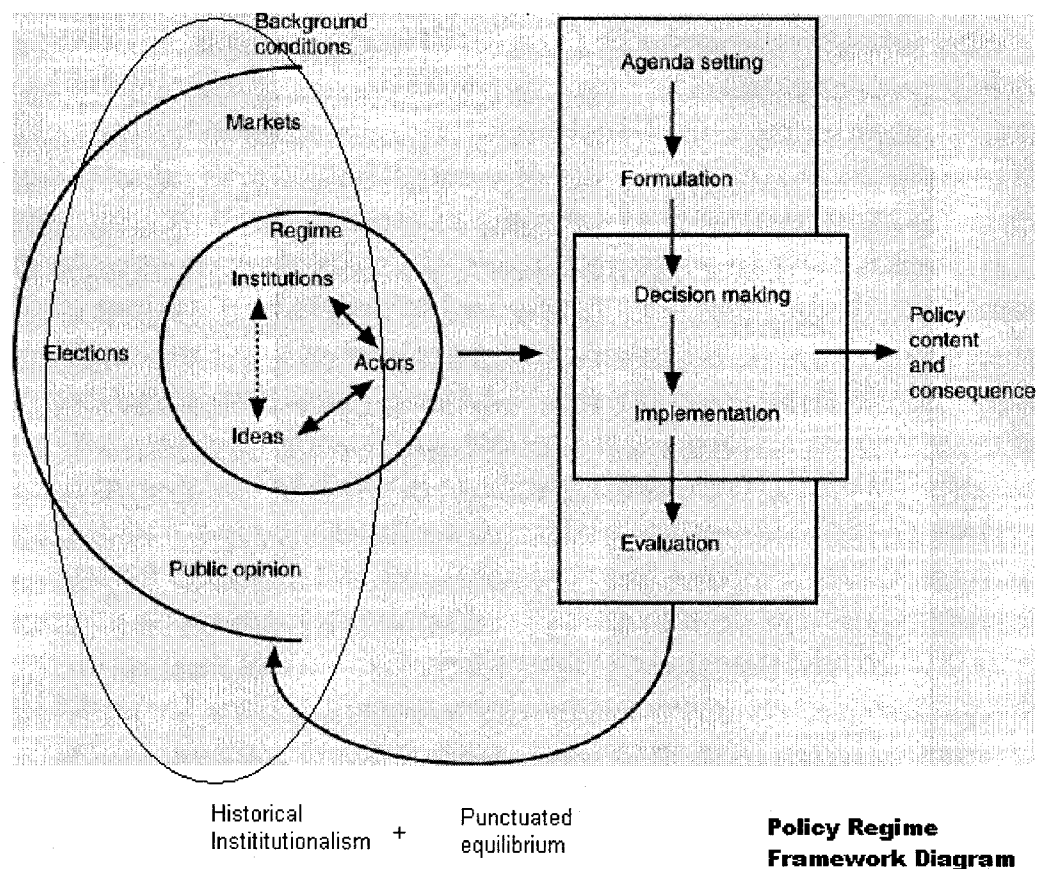 Background
conditions
Markets
Regime
Institutions
Actors
Elections
Ideas
Public opinion
Agenda setting
Formulation
Decision making
Implementation
Evaluation
Policy
content
and
consequence
Historical
Instititutionalism
+
Punctuated
equilibrium
Policy Regime
Framework Diagram